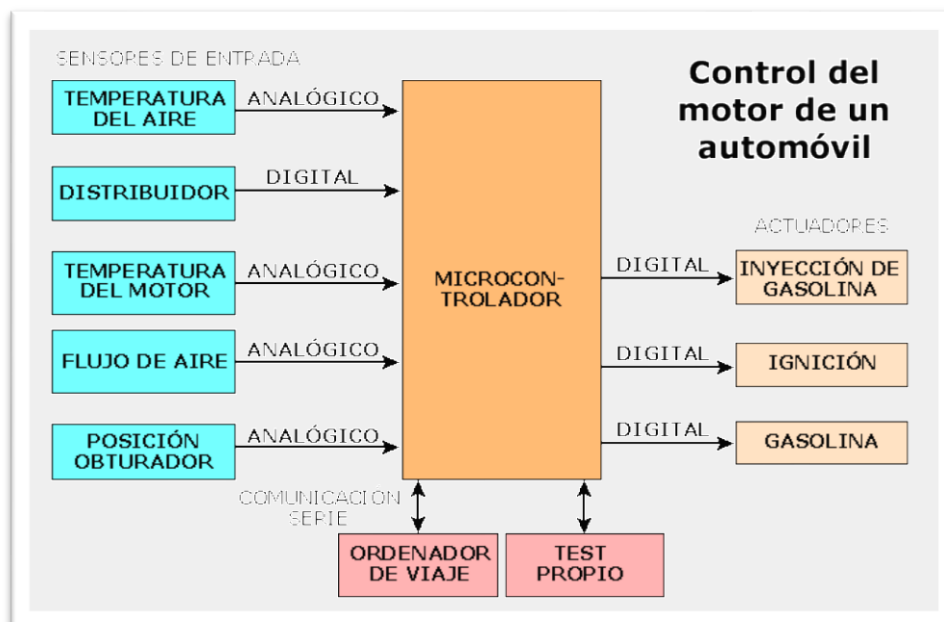 SENSORES DE ENTRADA
TEMPERATURA
DEL AIRE
ANALÓGICO
DISTRIBUIDOR
DIGITAL
TEMPERATURA
DEL MOTOR
ANALÓGICO
FLUJO DE AIRE
ANALÓGICO
POSICIÓN
OBTURADOR
ANALÓGICO
MICROCON-
TROLADOR
COMUNICACIÓN
SERIE
ORDENADOR
DE VIAJE
TEST
PROPIO
Control del
motor de un
automóvil
ACTUADORES
DIGITAL
INYECCIÓN DE
GASOLINA
DIGITAL
IGNICIÓN
DIGITAL
GASOLINA